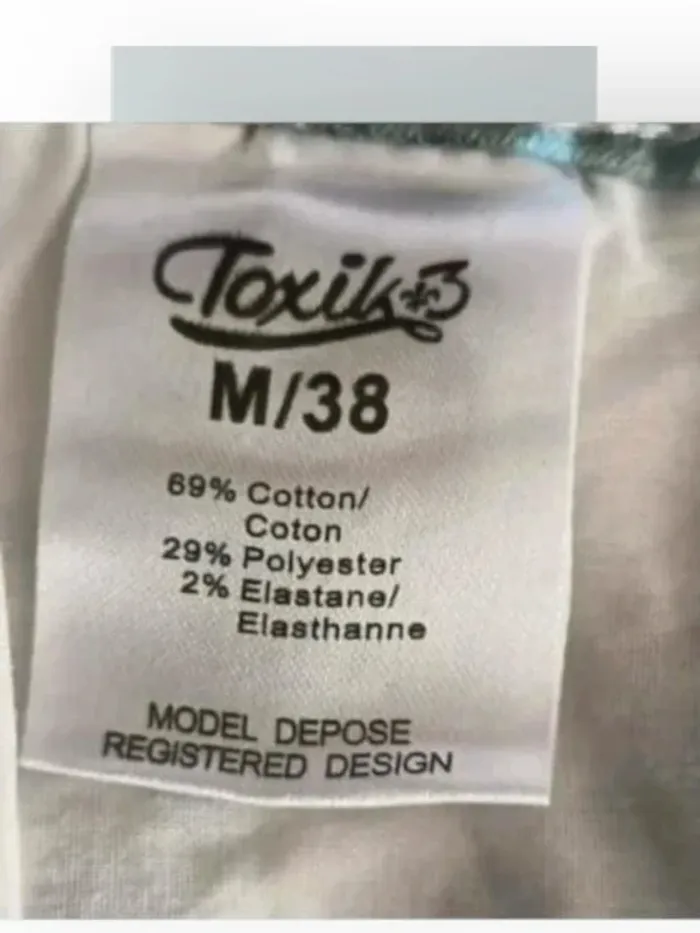 Toxik3
M/38
69% Cotton/
Coton
29% Polyester
2% Elastane/
Elasthanne
MODEL DEPOSE
REGISTERED DESIGN